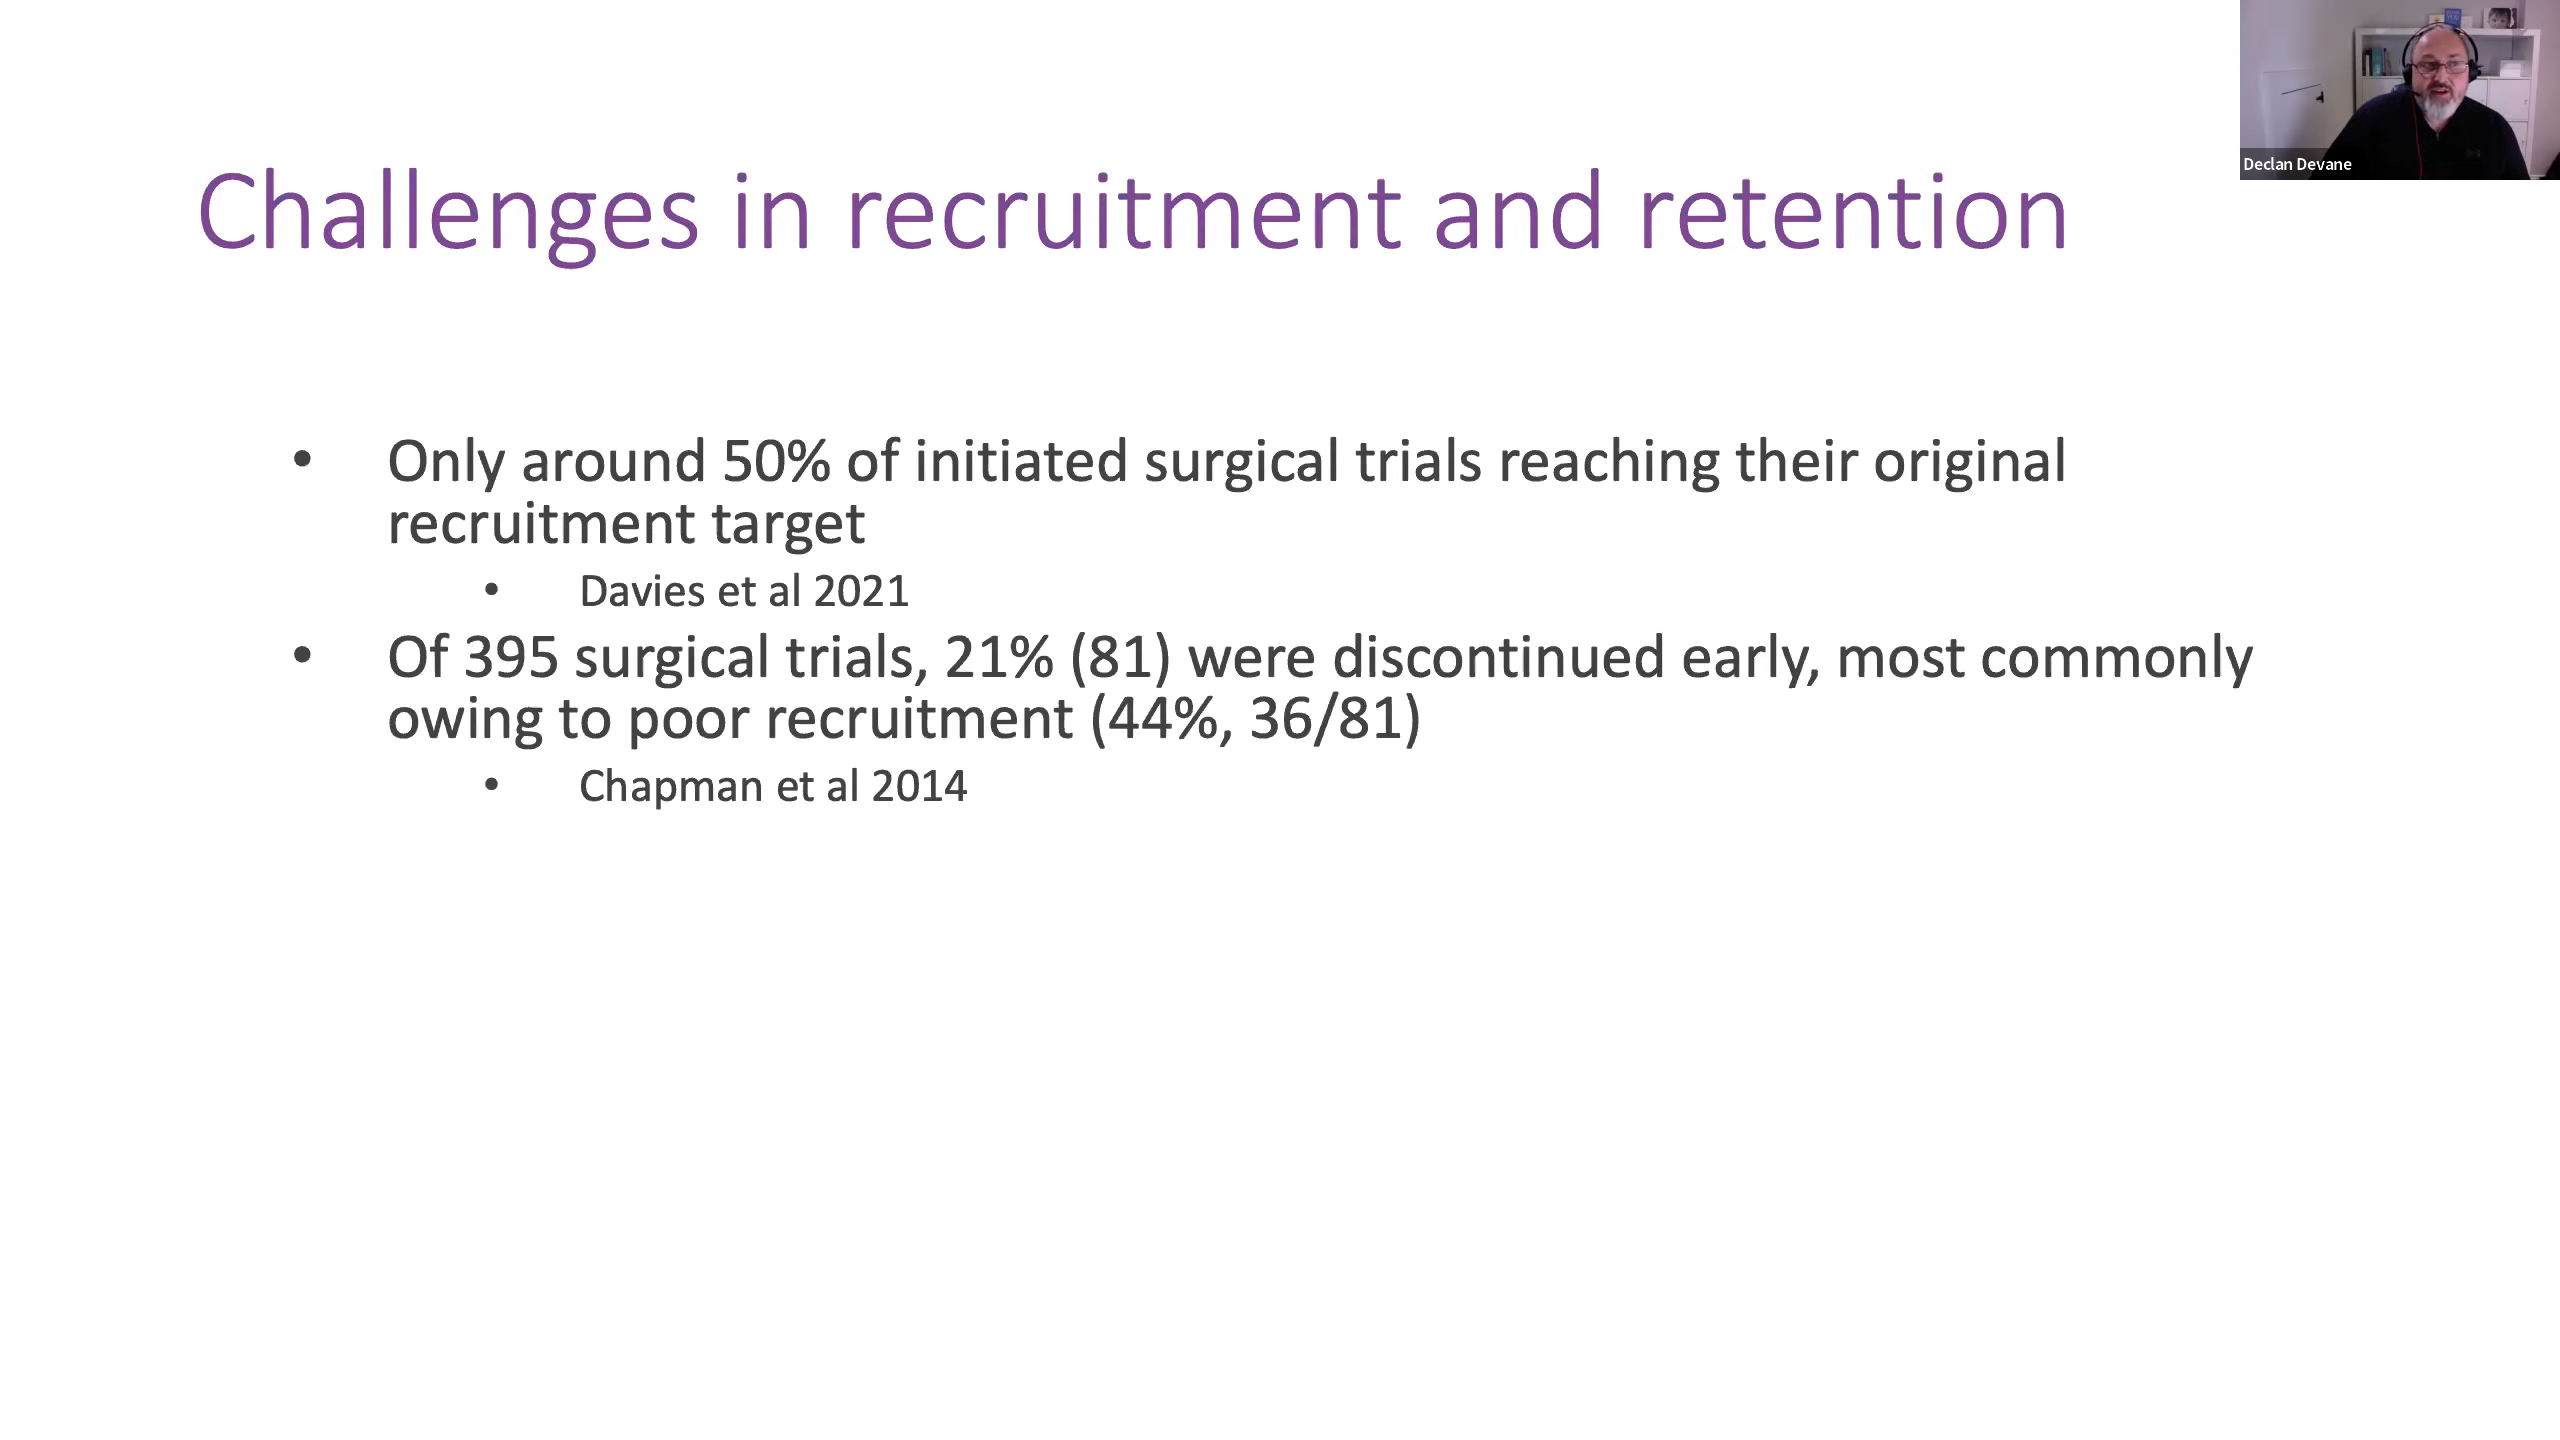 Declan Devane
Challenges in recruitment and retention
• Only around 50% of initiated surgical trials reaching their original
recruitment target
• Davies et al 2021
• Of 395 surgical trials, 21% (81) were discontinued early, most commonly
owing to poor recruitment (44%, 36/81)
• Chapman et al 2014